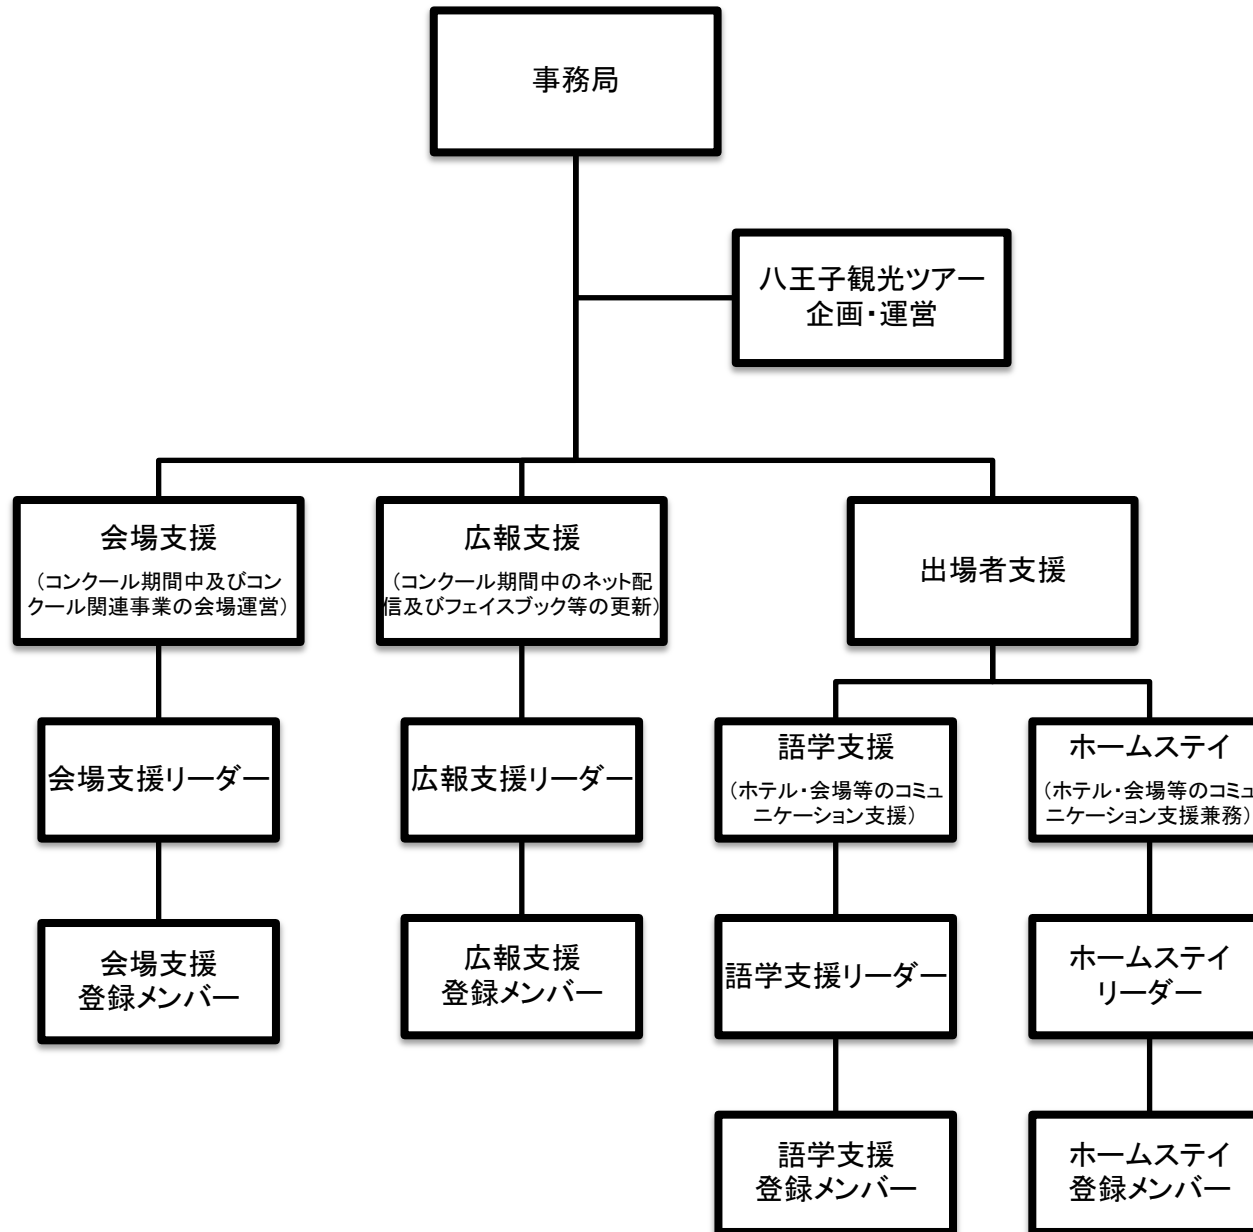 事務局
八王子観光ツアー
企画・運営
会場支援
（コンクール期間中及びコン
クール関連事業の会場運営）
広報支援
（コンクール期間中のネット配
信及びフェイスブック等の更新）
出場者支援
会場支援リーダー
広報支援リーダー
語学支援
（ホテル・会場等のコミュ
ニケーション支援）
ホームステイ
（ホテル・会場等のコミュ
ニケーション支援兼務）
会場支援
登録メンバー
広報支援
登録メンバー
語学支援リーダー
ホームステイ
リーダー
語学支援
登録メンバー
ホームステイ
登録メンバー